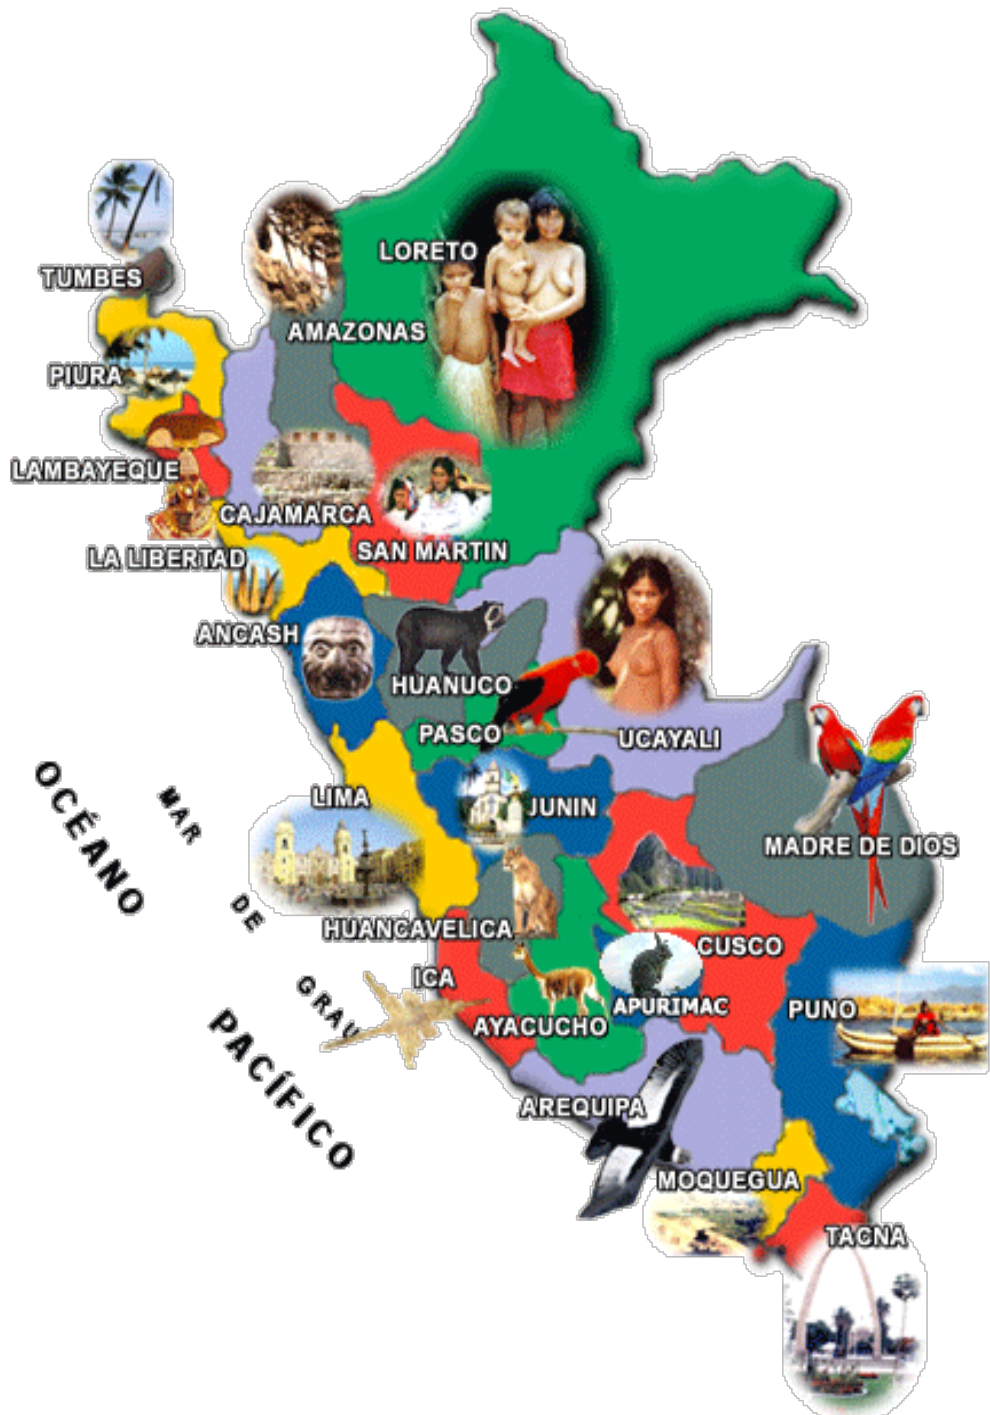 LORETO
TUMBES
AMAZONAS
PIURA
LAMBAYEQUE
CAJAMARCA
SAN MARTIN
LA LIBERTAD
ANCASH
HUANUCO
PASCO
UCAYALI
LIMA
JUNIN
MADRE DE DIOS
HUANCAVELICA
CUSCO
ICA
APURIMAC
PUNO
AYACUCHO
AREQUIPA
MOQUEGUA
TACNA
OCÉANO
PACÍFICO
MAR
DE
GRAU